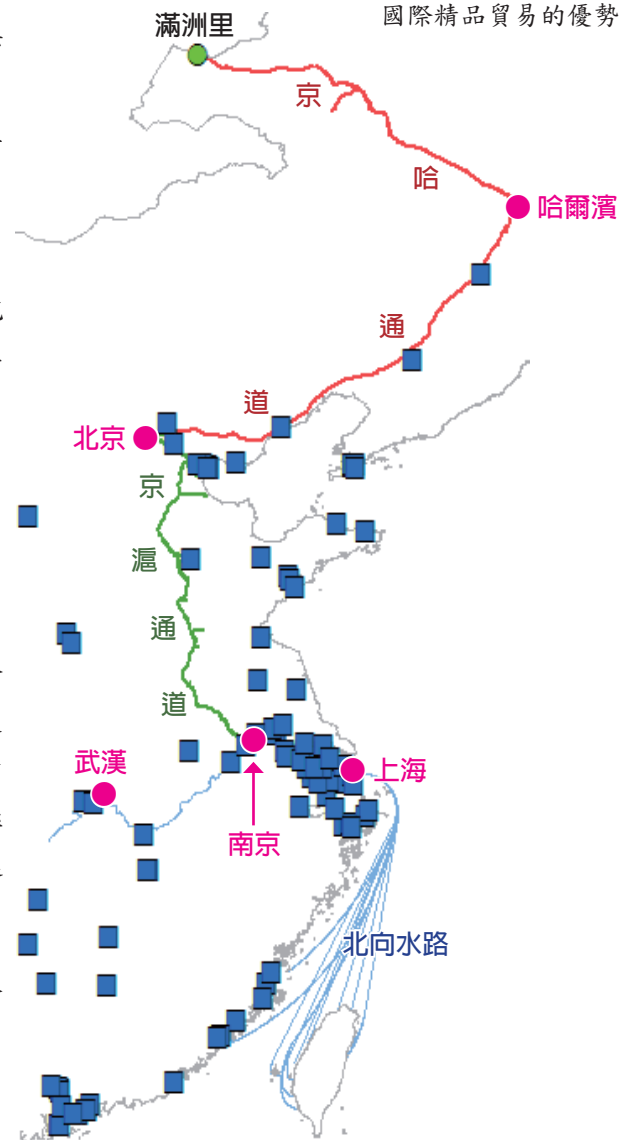 國際精品貿易的優勢
滿洲里
京
哈
哈爾濱
通
道
北京
京
滬
通
道
武漢
上海
南京
北向水路